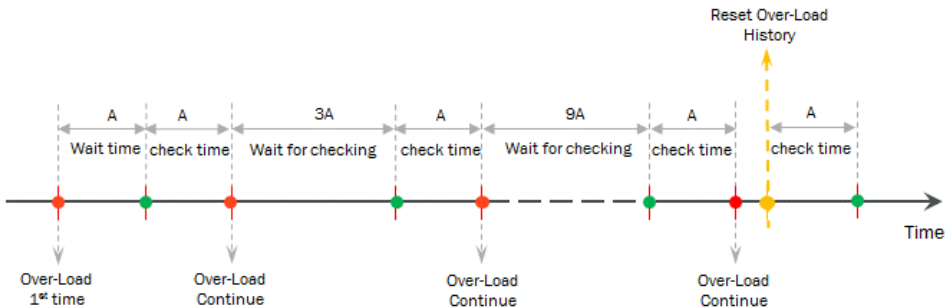 Reset Over-Load
History
A
A
3A
A
9A
A
A
Wait time
check time
Wait for checking
check time
Wait for checking
check time
check time
Time
Over-Load
1st time
Over-Load
Continue
Over-Load
Continue
Over-Load
Continue